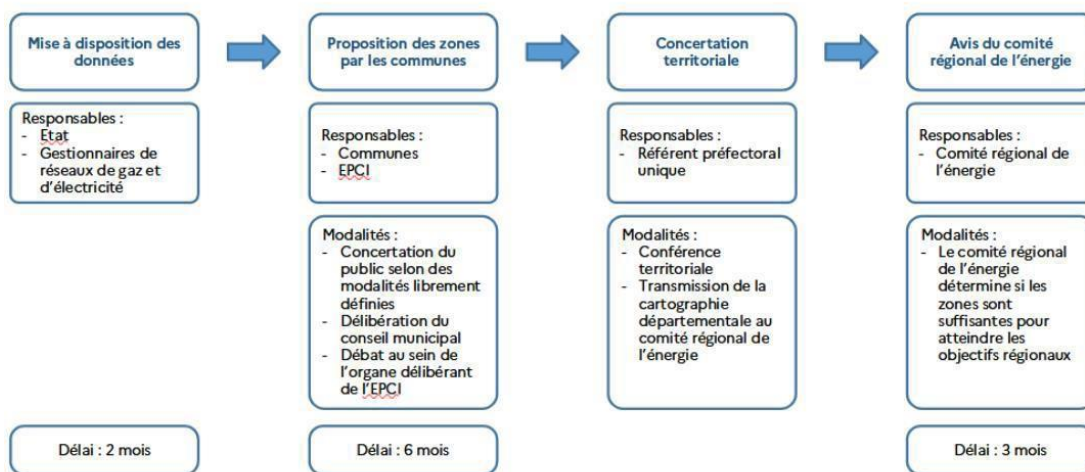 Mise à disposition des
données
Proposition des zones
par les communes
Concertation
territoriale
Avis du comité
régional de l'énergie
Responsables :
- Etat
- Gestionnaires de
réseaux de gaz et
d'électricité
Responsables :
- Communes
- EPCI
Responsables :
- Référent préfectoral
unique
Responsables :
- Comité régional de
l'énergie
Modalités :
- Concertation du
public selon des
modalités librement
définies
- Délibération du
conseil municipal
- Débat au sein de
l'organe délibérant
de l'EPCI
Modalités :
- Conférence
territoriale
- Transmission de la
cartographie
départementale au
comité régional de
l'énergie
Modalités :
- Le comité régional
de l'énergie
détermine si les
zones sont
suffisantes pour
atteindre les
objectifs régionaux
Délai : 2 mois
Délai : 6 mois
Délai : 3 mois